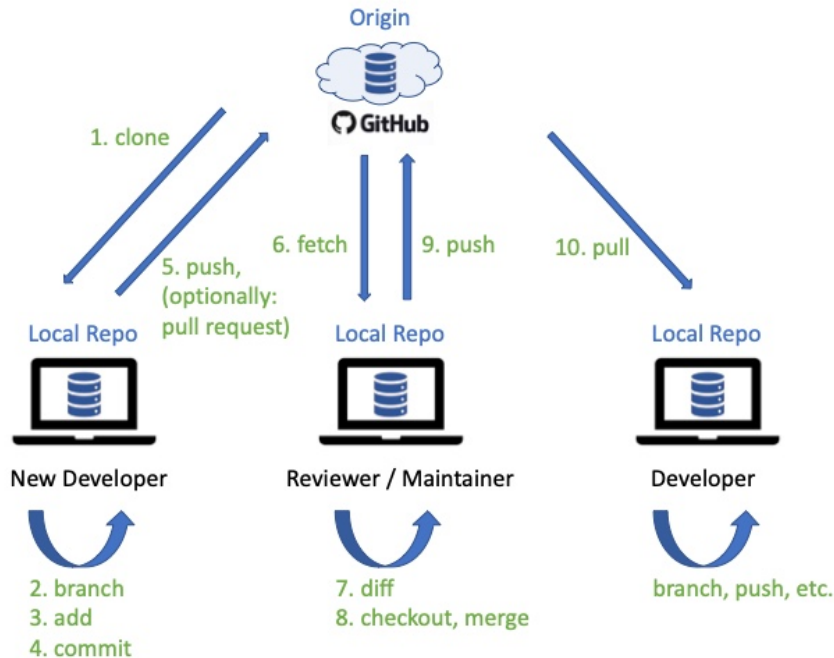 Origin
GitHub
1. clone
5. push,
(optionally:
pull request)
6. fetch
9. push
10. pull
Local Repo
Local Repo
Local Repo
New Developer
Reviewer / Maintainer
Developer
2. branch
3. add
4. commit
7. diff
8. checkout, merge
branch, push, etc.